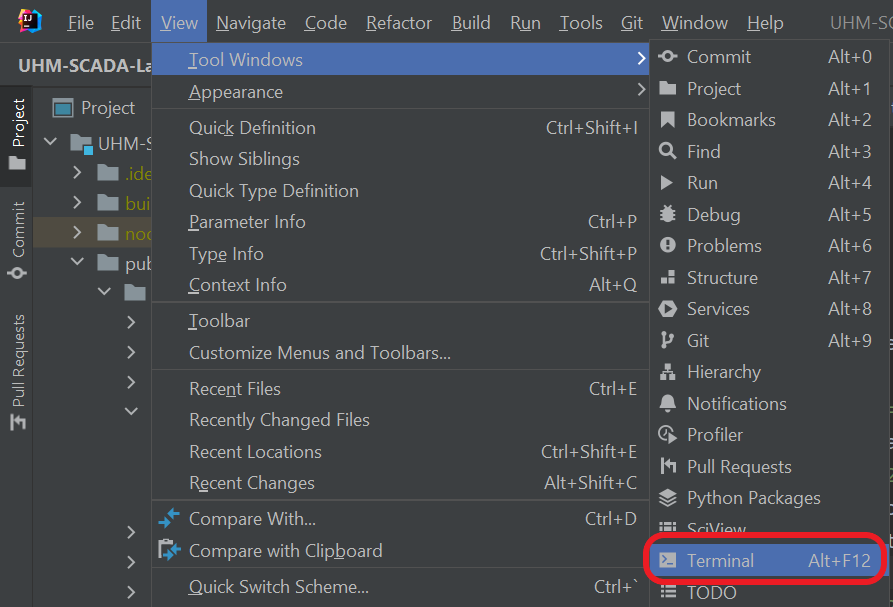 IJ File Edit View Navigate Code Refactor Build Run Tools Git Window Help UHM-SC
UHM-SCADA-La
Project
Commit
Pull Requests
Project
UHM-S
.ide
bui
nod
pub
Tool Windows
Appearance
Quick Definition Ctrl+Shift+I
Show Siblings
Quick Type Definition
Parameter Info Ctrl+P
Type Info Ctrl+Shift+P
Context Info Alt+Q
Toolbar
Customize Menus and Toolbars...
Recent Files Ctrl+E
Recently Changed Files
Recent Locations Ctrl+Shift+E
Recent Changes Alt+Shift+C
Compare With... Ctrl+D
Compare with Clipboard
Quick Switch Scheme... Ctrl+`
Commit Alt+0
Project Alt+1
Bookmarks Alt+2
Find Alt+3
Run Alt+4
Debug Alt+5
Problems Alt+6
Structure Alt+7
Services Alt+8
Git Alt+9
Hierarchy
Notifications
Profiler
Pull Requests
Python Packages
SciView
Terminal Alt+F12
TODO